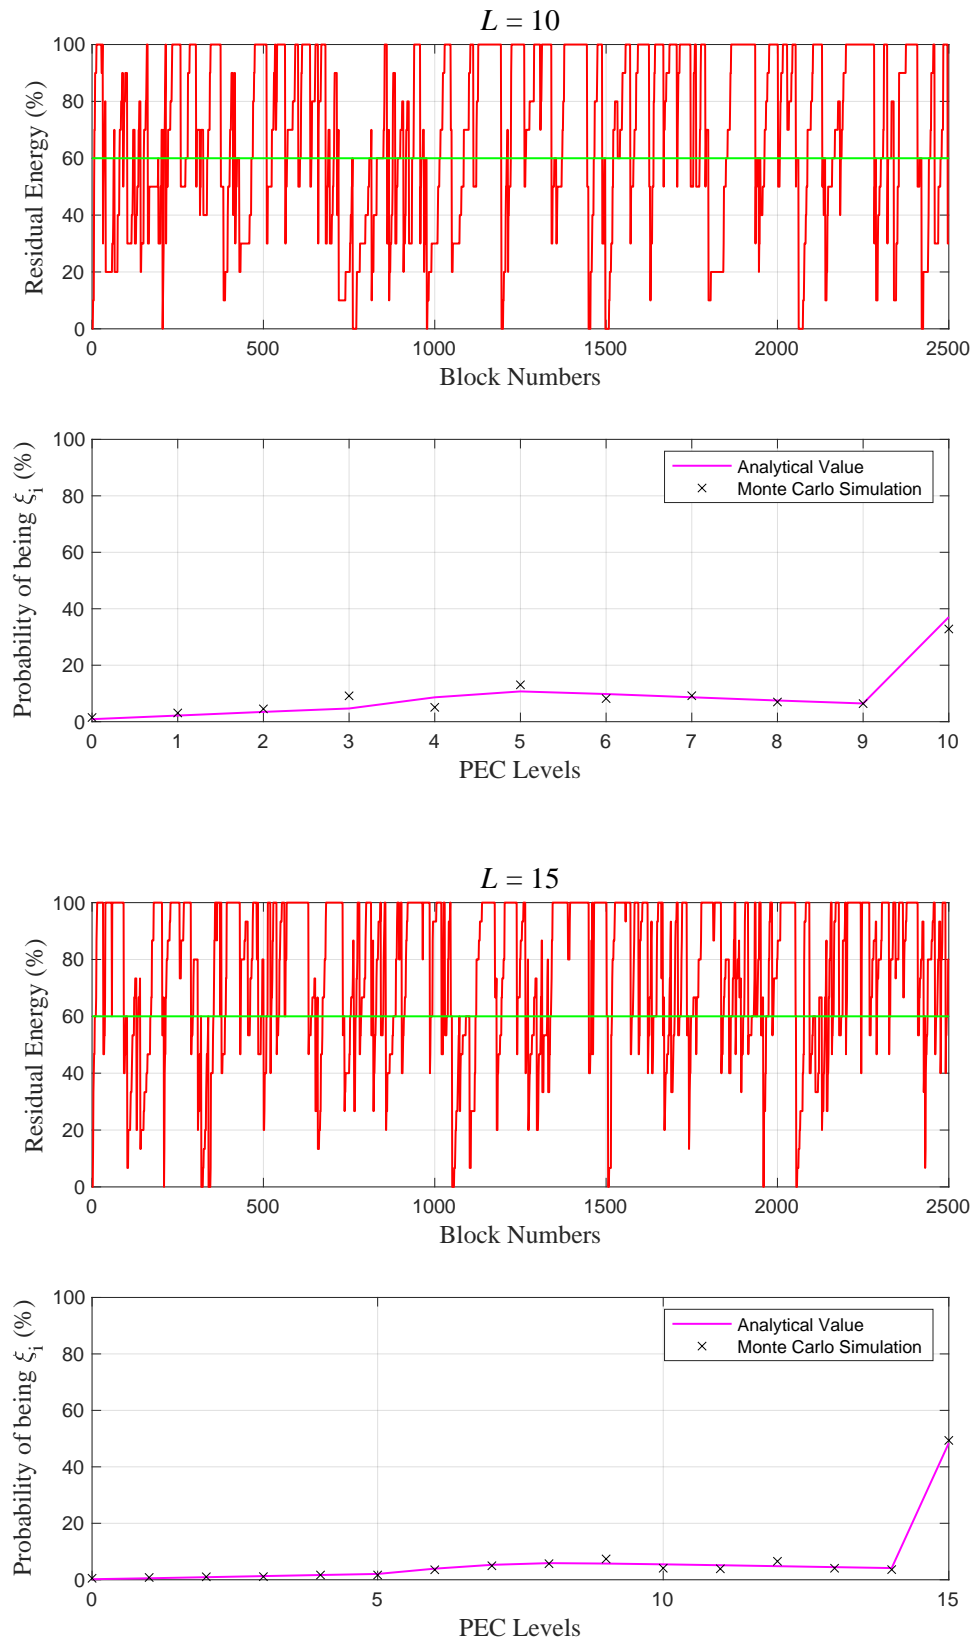 L = 10
100
80
60
40
20
0
Residual Energy (%)
0 500 1000 1500 2000 2500
Block Numbers
100
80
60
40
20
0
Probability of being ξi (%)
Analytical Value
Monte Carlo Simulation
0 1 2 3 4 5 6 7 8 9 10
PEC Levels
L = 15
100
80
60
40
20
0
Residual Energy (%)
0 500 1000 1500 2000 2500
Block Numbers
100
80
60
40
20
0
Probability of being ξi (%)
Analytical Value
Monte Carlo Simulation
0 5 10 15
PEC Levels